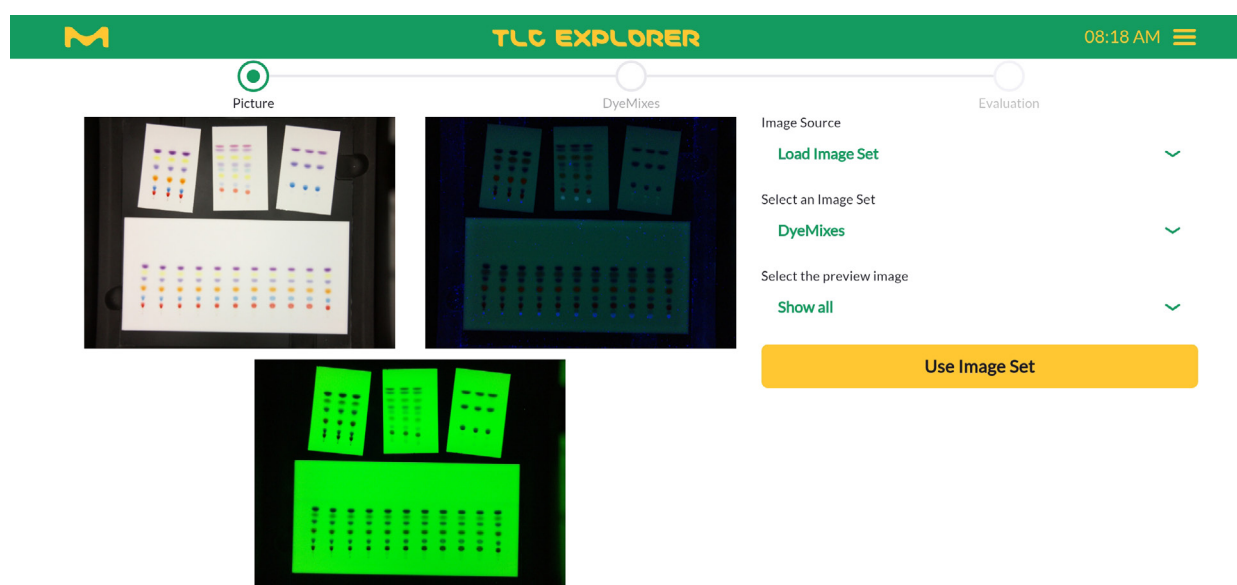 TLC EXPLORER
08:18 AM
Picture
DyeMixes
Evaluation
Image Source
Load Image Set
Select an Image Set
DyeMixes
Select the preview image
Show all
Use Image Set